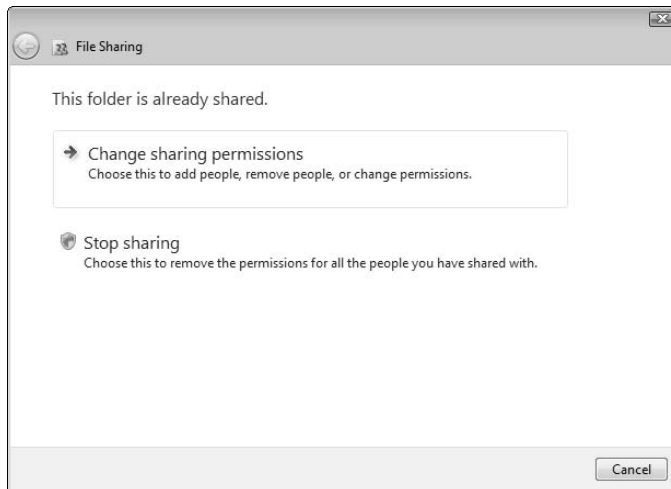 File Sharing
This folder is already shared.
Change sharing permissions
Choose this to add people, remove people, or change permissions.
Stop sharing
Choose this to remove the permissions for all the people you have shared with.
Cancel